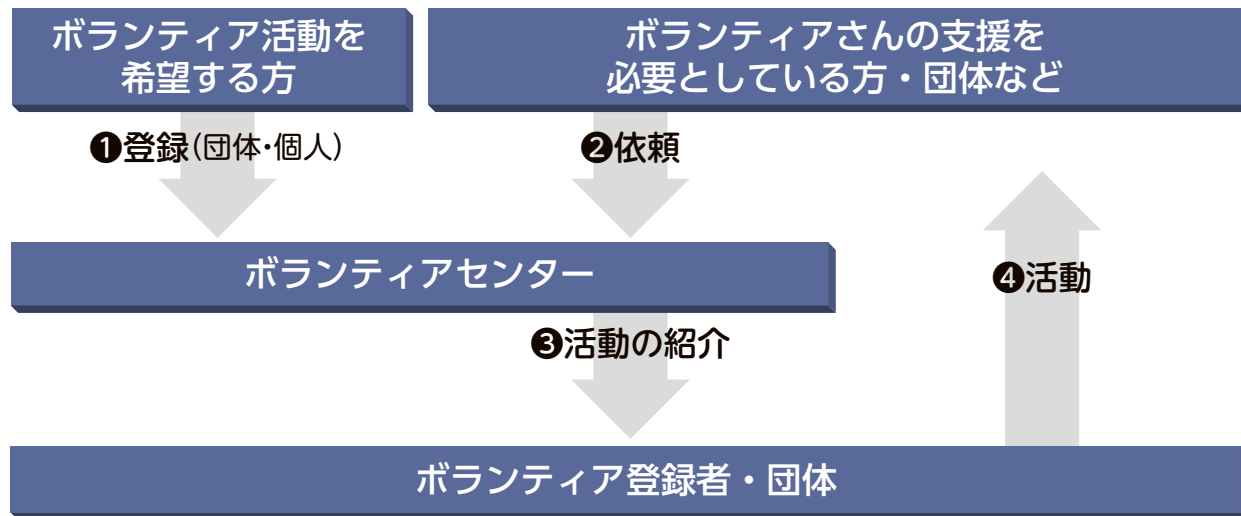 ボランティア活動を
希望する方
ボランティアさんの支援を
必要としている方・団体など
❶登録(団体・個人)
❷依頼
ボランティアセンター
❹活動
❸活動の紹介
ボランティア登録者・団体